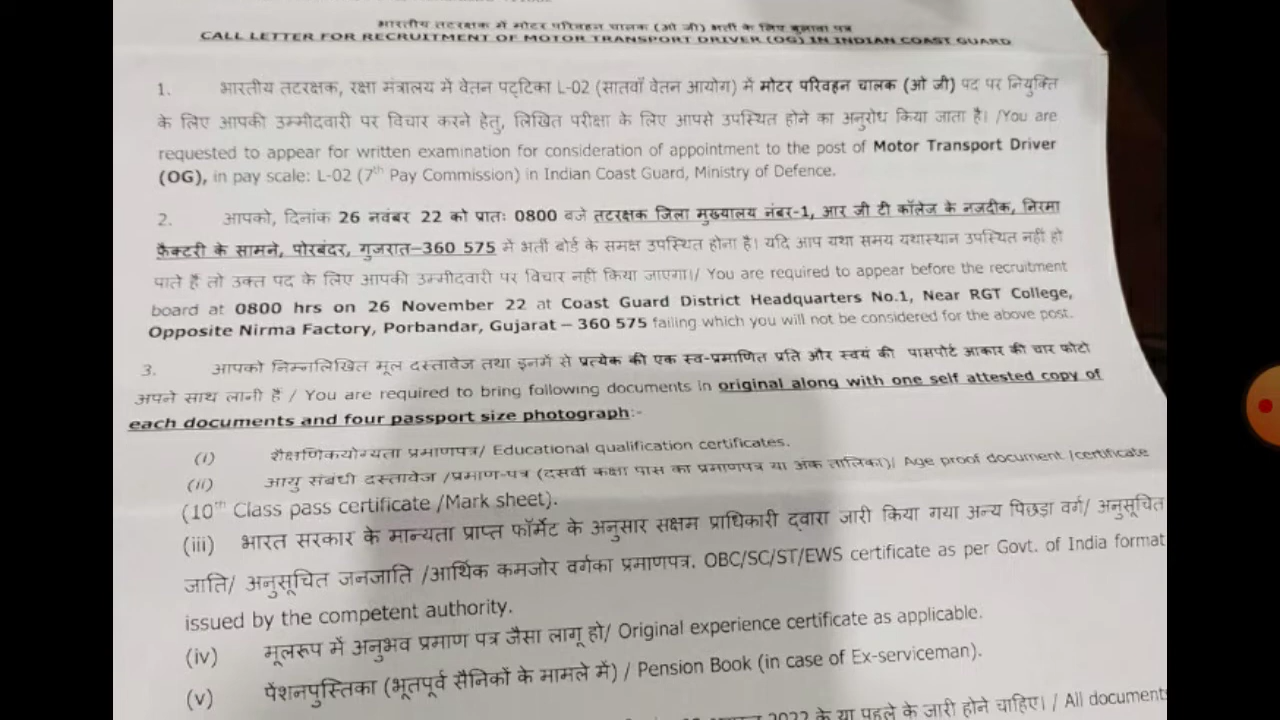 भारतीय तटरक्षक में मोटर परिवहन चालक (ओ जी) भर्ती के लिए बुलावा पत्र
CALL LETTER FOR RECRUITMENT OF MOTOR TRANSPORT DRIVER (OG) IN INDIAN COAST GUARD
1. भारतीय तटरक्षक, रक्षा मंत्रालय में वेतन पट्टिका L-02 (सातवाँ वेतन आयोग) में मोटर परिवहन चालक (ओ जी) पद पर नियुक्ति
के लिए आपकी उम्मीदवारी पर विचार करने हेतु, लिखित परीक्षा के लिए आपसे उपस्थित होने का अनुरोध किया जाता है। /You are
requested to appear for written examination for consideration of appointment to the post of Motor Transport Driver
(OG), in pay scale: L-02 (7th Pay Commission) in Indian Coast Guard, Ministry of Defence.
2. आपको, दिनांक 26 नवंबर 22 को प्रातः 0800 बजे तटरक्षक जिला मुख्यालय नंबर-1, आर जी टी कॉलेज के नजदीक, निरमा
फ़ैक्टरी के सामने, पोरबंदर, गुजरात–360 575 में भर्ती बोर्ड के समक्ष उपस्थित होना है। यदि आप यथा समय यथास्थान उपस्थित नहीं हो
पाते हैं तो उक्त पद के लिए आपकी उम्मीदवारी पर विचार नहीं किया जाएगा।/ You are required to appear before the recruitment
board at 0800 hrs on 26 November 22 at Coast Guard District Headquarters No.1, Near RGT College,
Opposite Nirma Factory, Porbandar, Gujarat – 360 575 failing which you will not be considered for the above post.
3. आपको निम्नलिखित मूल दस्तावेज तथा इनमें से प्रत्येक की एक स्व-प्रमाणित प्रति और स्वयं की पासपोर्ट आकार की चार फोटो
अपने साथ लानी हैं / You are required to bring following documents in original along with one self attested copy of
each documents and four passport size photograph:-
(i) शैक्षणिकयोग्यता प्रमाणपत्र/ Educational qualification certificates.
(ii) आयु संबंधी दस्तावेज /प्रमाण-पत्र (दसवीं कक्षा पास का प्रमाणपत्र या अंक तालिका)/ Age proof document /certificate
(10th Class pass certificate /Mark sheet).
(iii) भारत सरकार के मान्यता प्राप्त फॉर्मेट के अनुसार सक्षम प्राधिकारी द्वारा जारी किया गया अन्य पिछड़ा वर्ग/ अनुसूचित
जाति/ अनुसूचित जनजाति /आर्थिक कमजोर वर्गका प्रमाणपत्र. OBC/SC/ST/EWS certificate as per Govt. of India format
issued by the competent authority.
(iv) मूलरूप में अनुभव प्रमाण पत्र जैसा लागू हो/ Original experience certificate as applicable.
(v) पेंशनपुस्तिका (भूतपूर्व सैनिकों के मामले में) / Pension Book (in case of Ex-serviceman).
2022 के या पहले के जारी होने चाहिए। / All documents